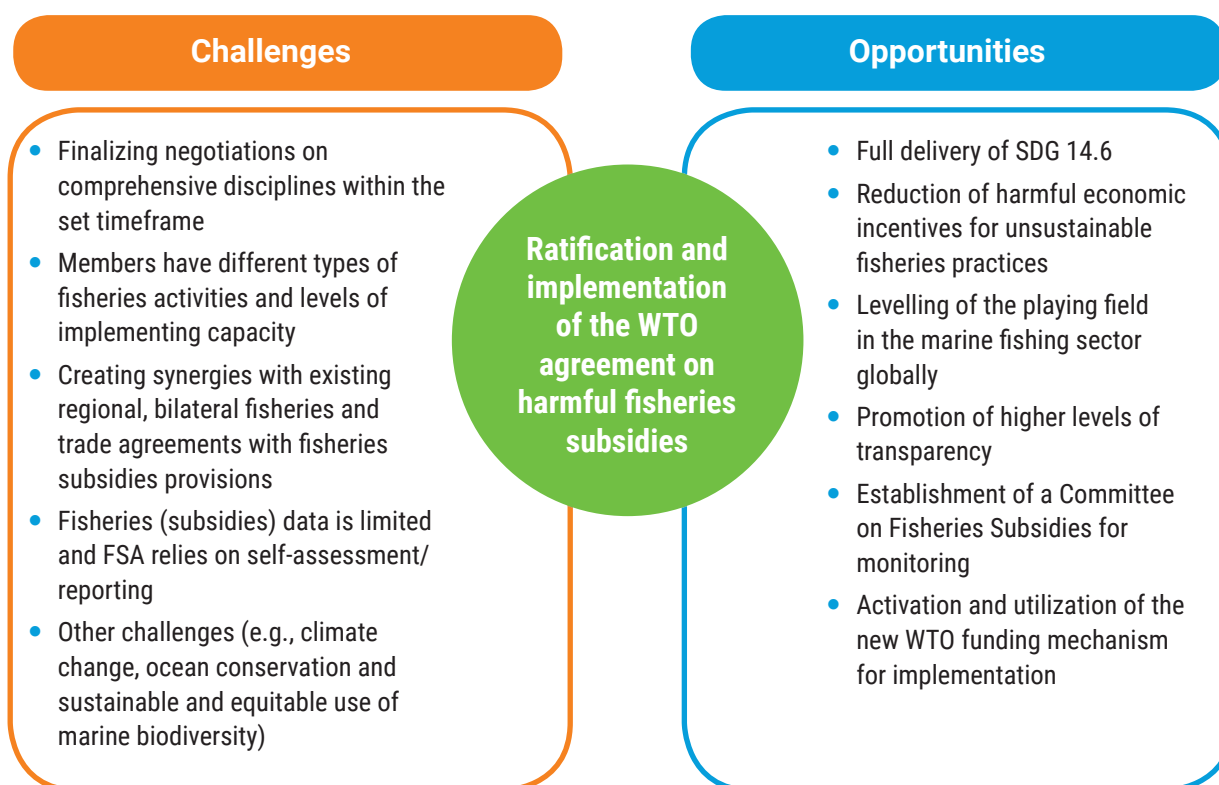 Challenges
• Finalizing negotiations on
comprehensive disciplines within the
set timeframe
• Members have different types of
fisheries activities and levels of
implementing capacity
• Creating synergies with existing
regional, bilateral fisheries and
trade agreements with fisheries
subsidies provisions
• Fisheries (subsidies) data is limited
and FSA relies on self-assessment/
reporting
• Other challenges (e.g., climate
change, ocean conservation and
sustainable and equitable use of
marine biodiversity)
Ratification and
implementation
of the WTO
agreement on
harmful fisheries
subsidies
Opportunities
• Full delivery of SDG 14.6
• Reduction of harmful economic
incentives for unsustainable
fisheries practices
• Levelling of the playing field
in the marine fishing sector
globally
• Promotion of higher levels of
transparency
• Establishment of a Committee
on Fisheries Subsidies for
monitoring
• Activation and utilization of the
new WTO funding mechanism
for implementation